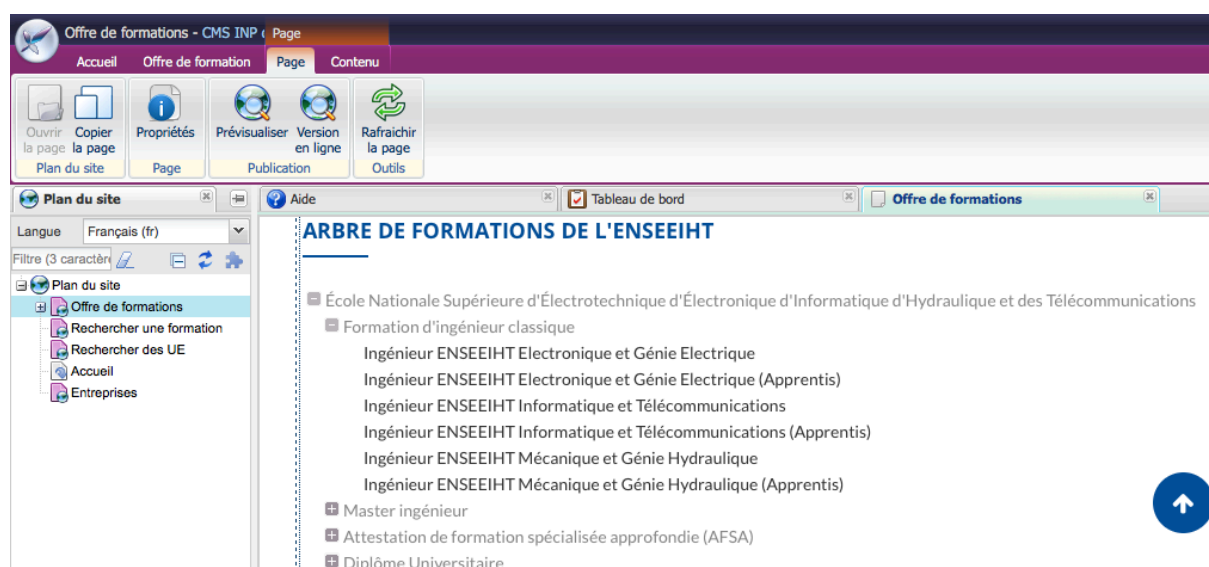 Offre de formations - CMS INP
Page
Accueil
Offre de formation
Page
Contenu
Ouvrir la page
Copier la page
Propriétés
Prévisualiser
Version en ligne
Rafraichir la page
Plan du site
Page
Publication
Outils
Plan du site
Aide
Tableau de bord
Offre de formations
Langue
Français (fr)
Filtre (3 caractèr
Plan du site
Offre de formations
Rechercher une formation
Rechercher des UE
Accueil
Entreprises
ARBRE DE FORMATIONS DE L'ENSEEIHT
École Nationale Supérieure d'Électrotechnique d'Électronique d'Informatique d'Hydraulique et des Télécommunications
Formation d'ingénieur classique
Ingénieur ENSEEIHT Electronique et Génie Electrique
Ingénieur ENSEEIHT Electronique et Génie Electrique (Apprentis)
Ingénieur ENSEEIHT Informatique et Télécommunications
Ingénieur ENSEEIHT Informatique et Télécommunications (Apprentis)
Ingénieur ENSEEIHT Mécanique et Génie Hydraulique
Ingénieur ENSEEIHT Mécanique et Génie Hydraulique (Apprentis)
Master ingénieur
Attestation de formation spécialisée approfondie (AFSA)
Diplôme Universitaire